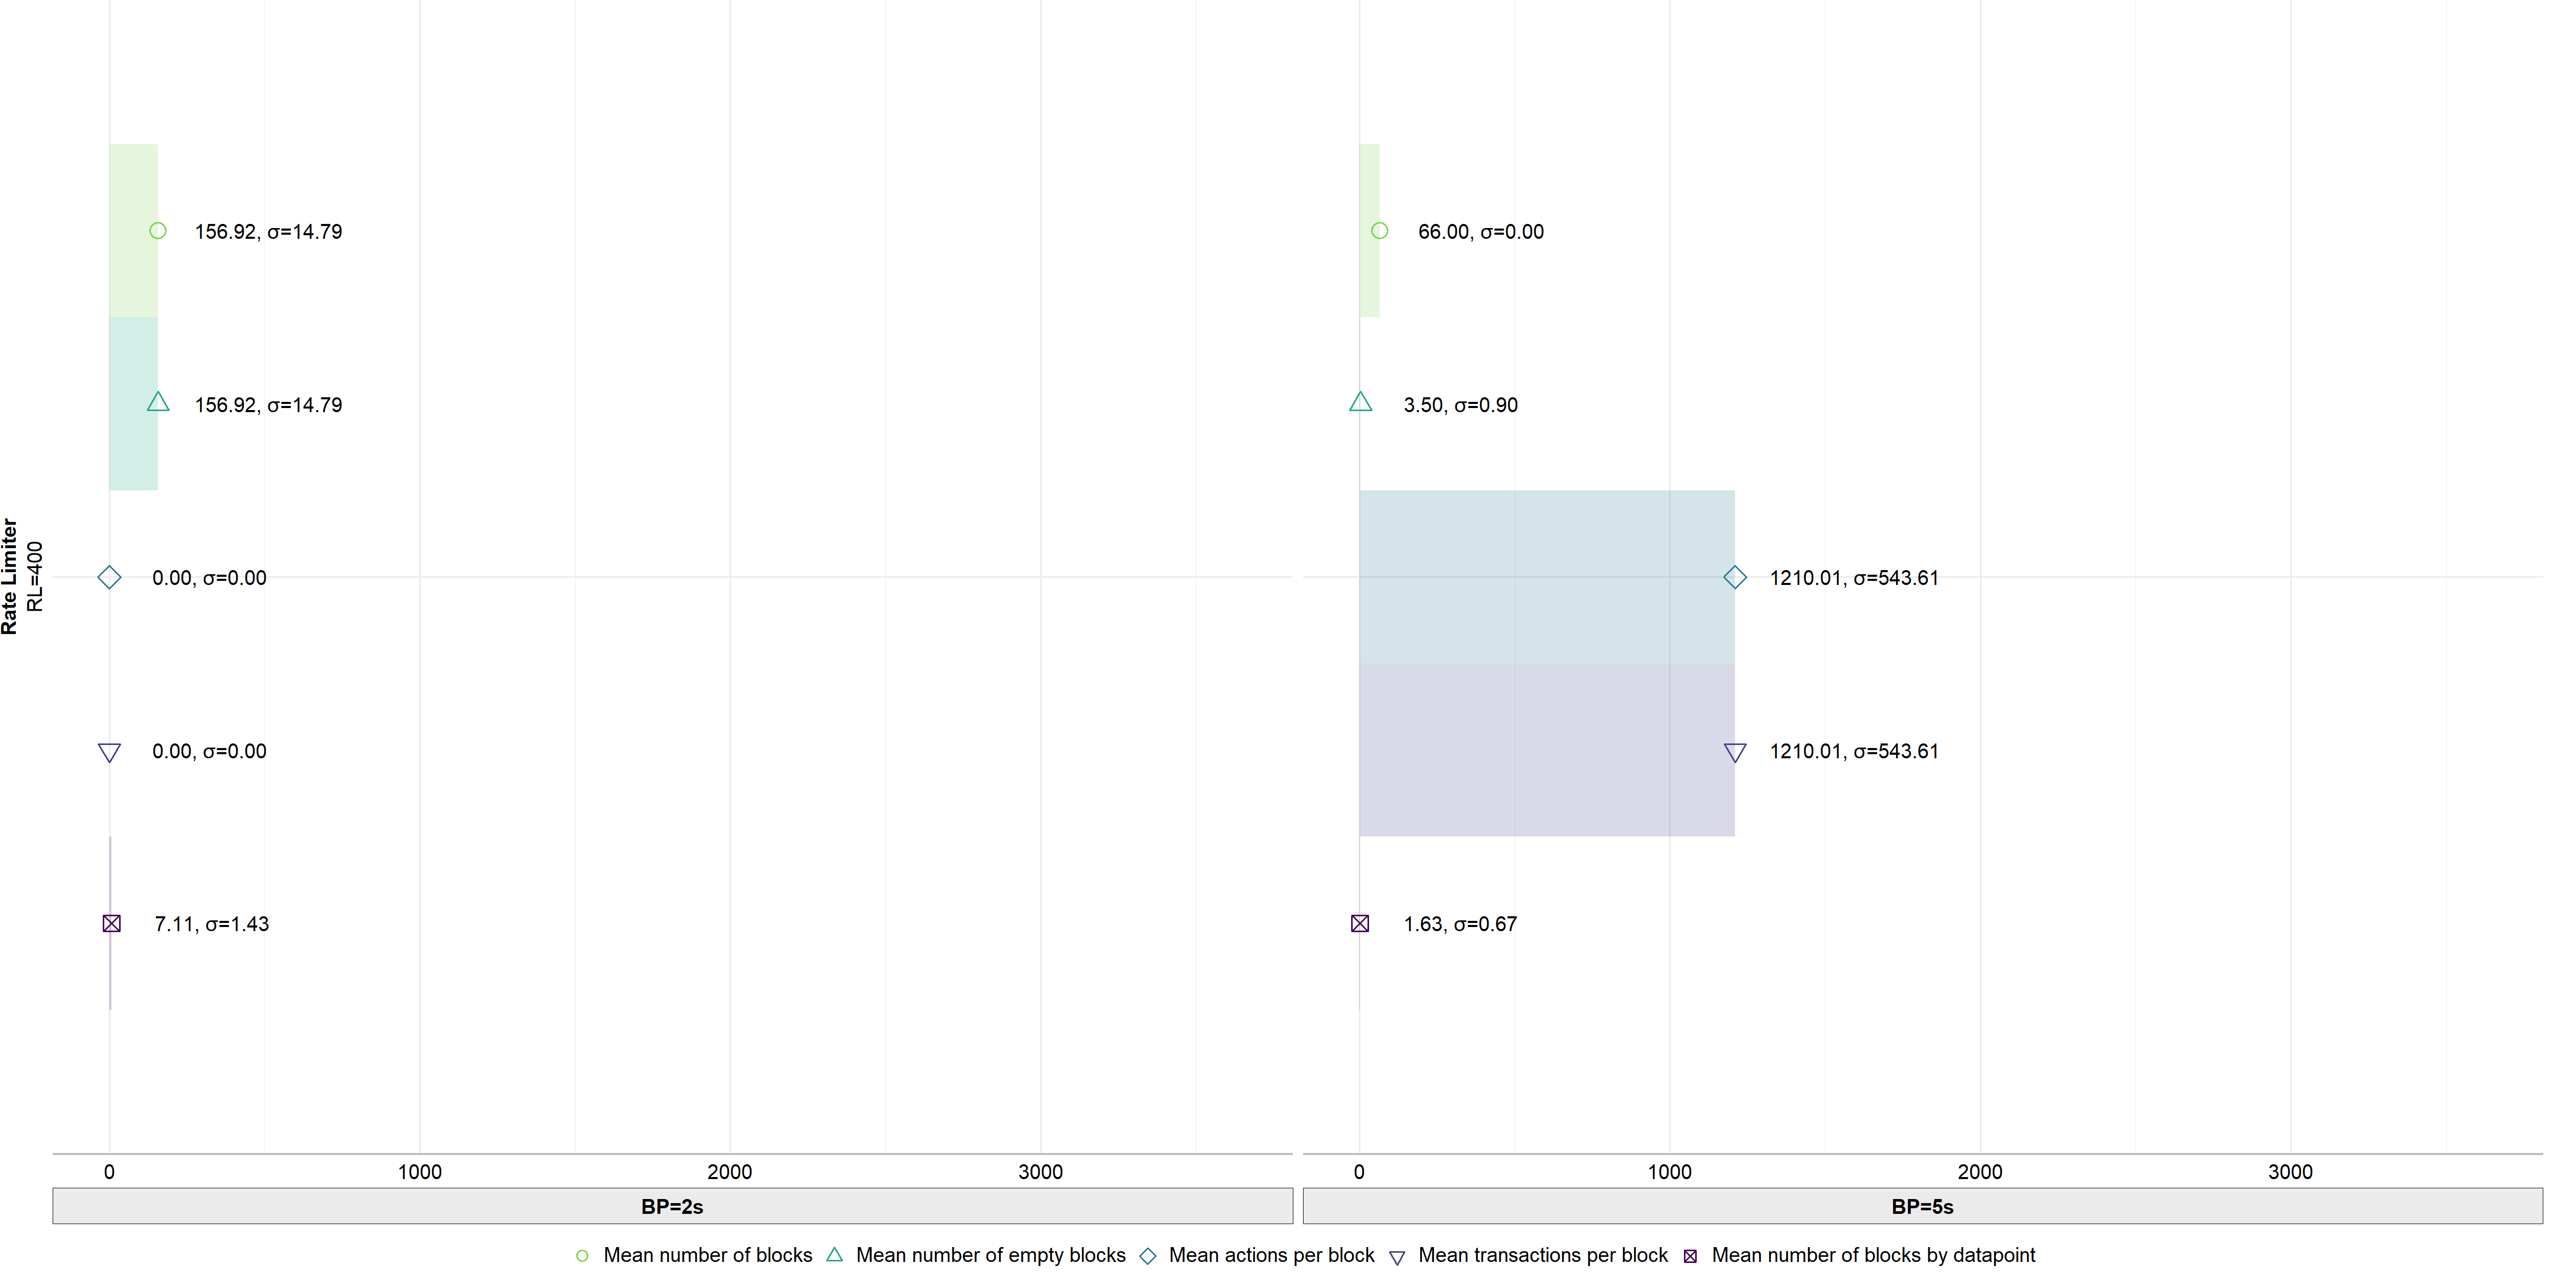 Rate Limiter
RL=400
156.92, σ=14.79
156.92, σ=14.79
0.00, σ=0.00
0.00, σ=0.00
7.11, σ=1.43
0 1000 2000 3000
BP=2s
66.00, σ=0.00
3.50, σ=0.90
1210.01, σ=543.61
1210.01, σ=543.61
1.63, σ=0.67
0 1000 2000 3000
BP=5s
Mean number of blocks Mean number of empty blocks Mean actions per block Mean transactions per block Mean number of blocks by datapoint